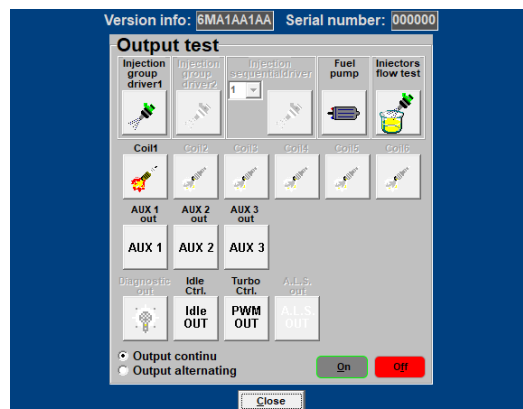 Version info: 6MA1AA1AA Serial number: 000000
Output test
Injection group driver1
Injection group driver2
Injection sequentialdriver
1
Fuel pump
Injectors flow test
Coil1 Coil2 Coil3 Coil4 Coil5 Coil6
AUX 1 out
AUX 2 out
AUX 3 out
AUX 1 AUX 2 AUX 3
Diagnostic out
Idle Ctrl.
Turbo Ctrl.
A.L.S. out
Idle OUT
PWM OUT
A.L.S. OUT
Output continu
Output alternating
On Off
Close